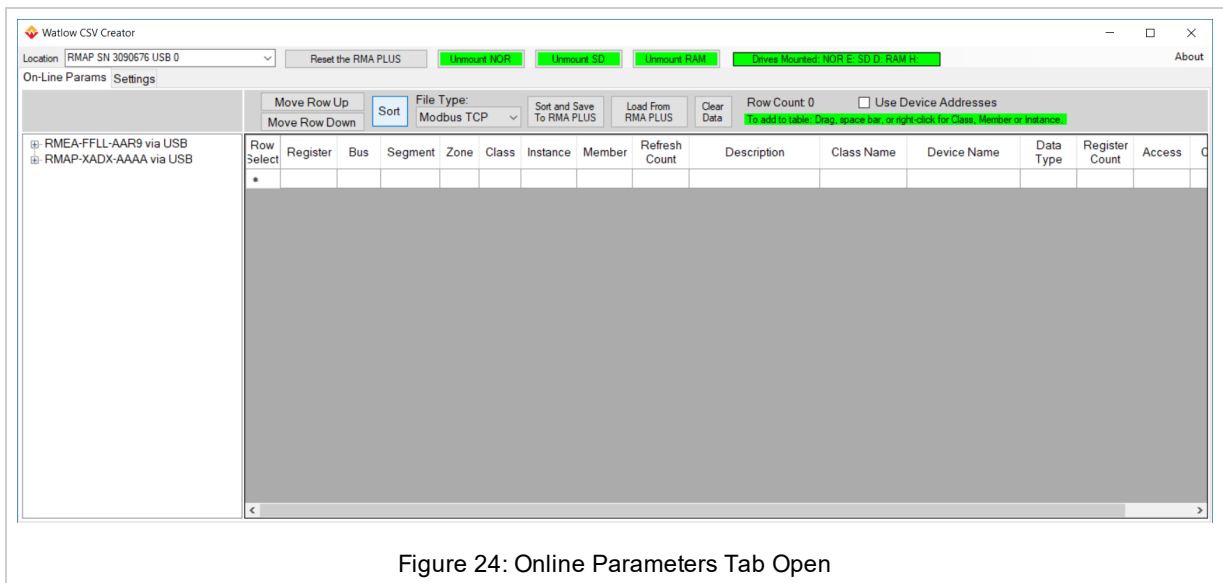 Watlow CSV Creator
Location RMAP SN 3090676 USB 0 Reset the RMA PLUS Unmount NOR Unmount SD Unmount RAM Drives Mounted: NOR E: SD D: RAM H: About
On-Line Params Settings
Move Row Up
Move Row Down
Sort
File Type:
Modbus TCP
Sort and Save
To RMA PLUS
Load From
RMA PLUS
Clear
Data
Row Count 0 Use Device Addresses
To add to table: Drag, space bar, or right-click for Class, Member or Instance.
RMEA-FFLL-AAR9 via USB
RMAP-XADX-AAAA via USB
Row
Select
Register Bus Segment Zone Class Instance Member
Refresh
Count
Description Class Name Device Name
Data
Type
Register
Count
Access
*
Figure 24: Online Parameters Tab Open